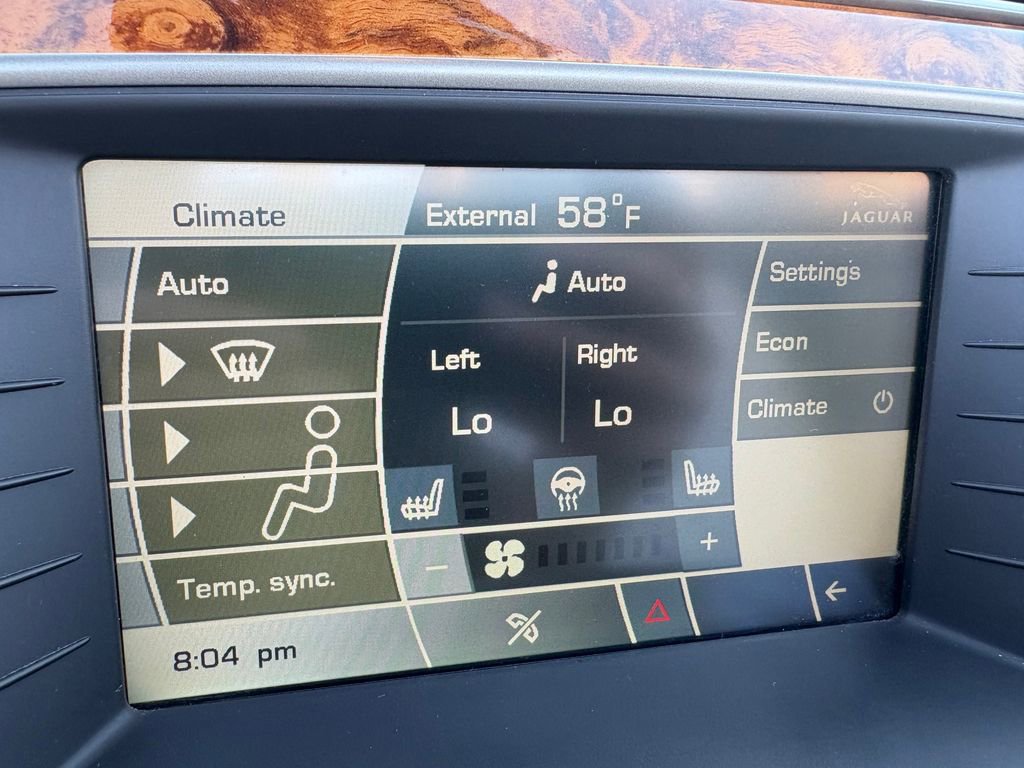 Climate
External 58°F
JAGUAR
Auto
Auto
Settings
Left
Right
Econ
Lo
Lo
Climate
- +
Temp. sync.
8:04 pm